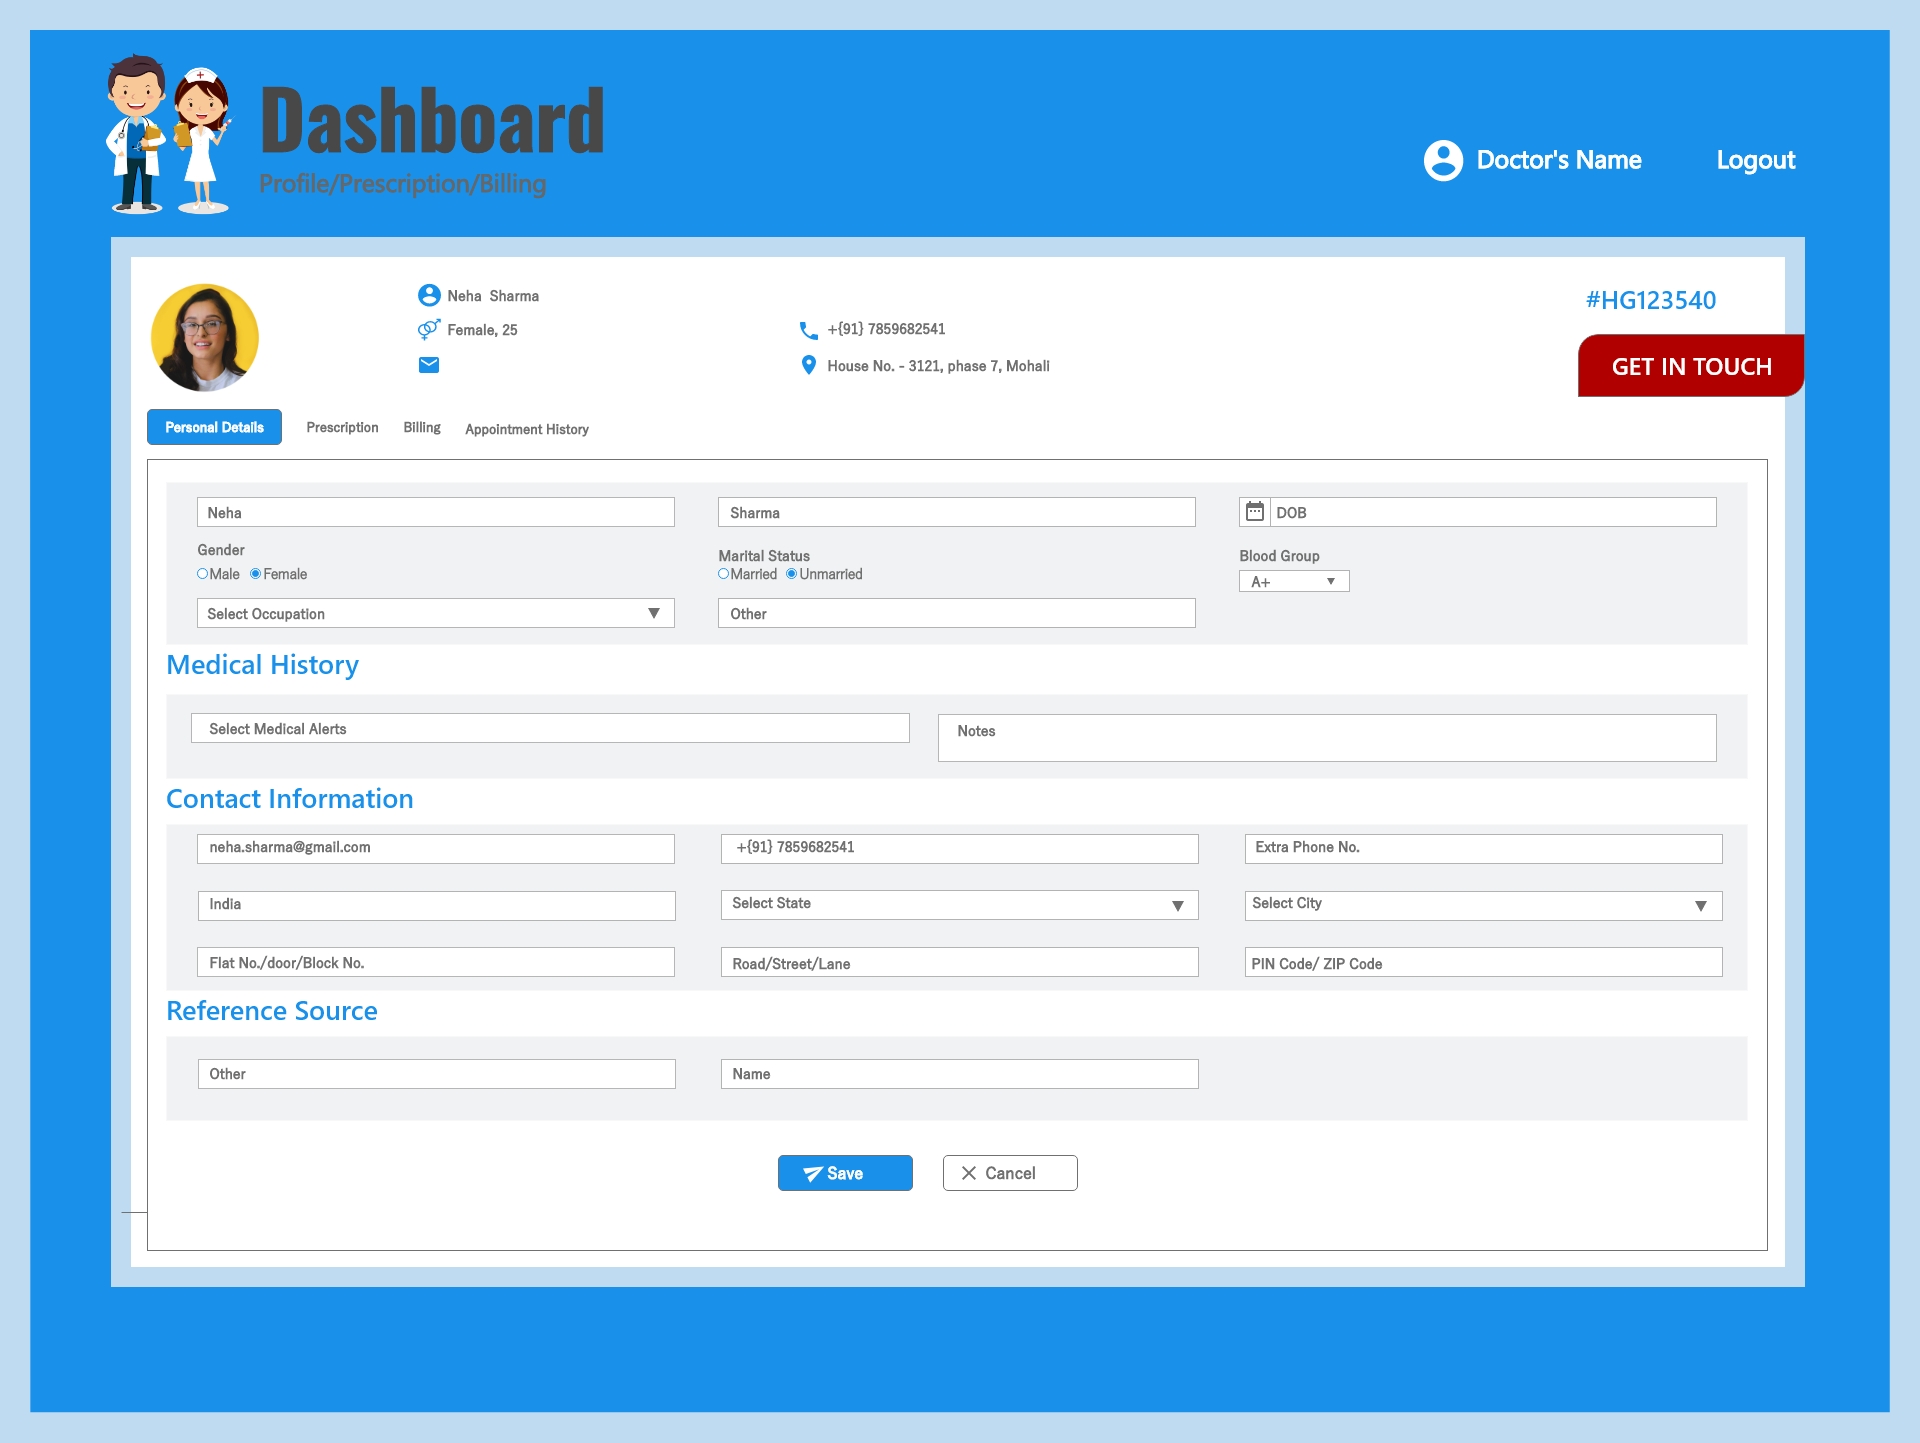 Dashboard
Profile/Prescription/Billing
Doctor's Name
Logout
Neha  Sharma
#HG123540
Female, 25
+{91} 7859682541
House No. - 3121, phase 7, Mohali
GET IN TOUCH
Personal Details
Prescription
Billing
Appointment History
Neha
Sharma
DOB
Gender
Marital Status
Blood Group
Male
Female
Married
Unmarried
A+
Select Occupation
Other
Medical History
Select Medical Alerts
Notes
Contact Information
neha.sharma@gmail.com
+{91} 7859682541
Extra Phone No.
India
Select State
Select City
Flat No./door/Block No.
Road/Street/Lane
PIN Code/ ZIP Code
Reference Source
Other
Name
Save
Cancel